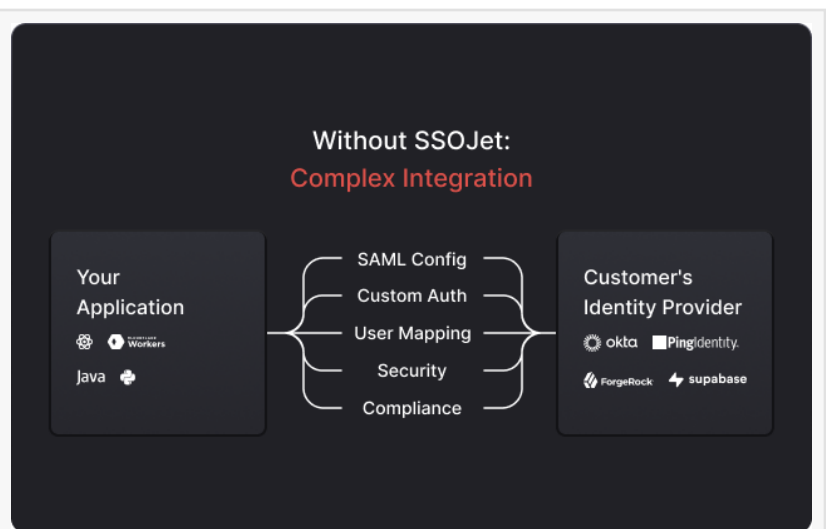 Without SSOJet:
Complex Integration
Your
Application
Workers
Java
SAML Config
Custom Auth
User Mapping
Security
Compliance
Customer's
Identity Provider
okta
PingIdentity.
ForgeRock
supabase